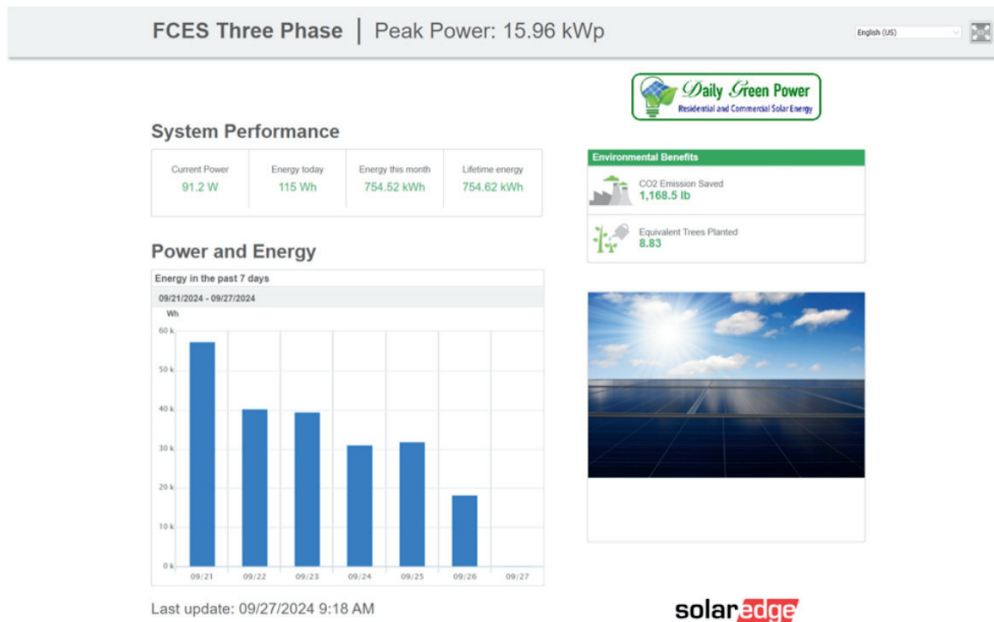 FCES Three Phase | Peak Power: 15.96 kWp
English (US)
Daily Green Power
Residential and Commercial Solar Energy
System Performance
Current Power
91.2 W
Energy today
115 Wh
Energy this month
754.52 kWh
Lifetime energy
754.62 kWh
Environmental Benefits
CO2 Emission Saved
1,168.5 lb
Equivalent Trees Planted
8.83
Power and Energy
Energy in the past 7 days
09/21/2024 - 09/27/2024
Wh
60 k
50 k
40 k
30 k
20 k
10 k
0 k
09/21 09/22 09/23 09/24 09/25 09/26 09/27
Last update: 09/27/2024 9:18 AM
solaredge